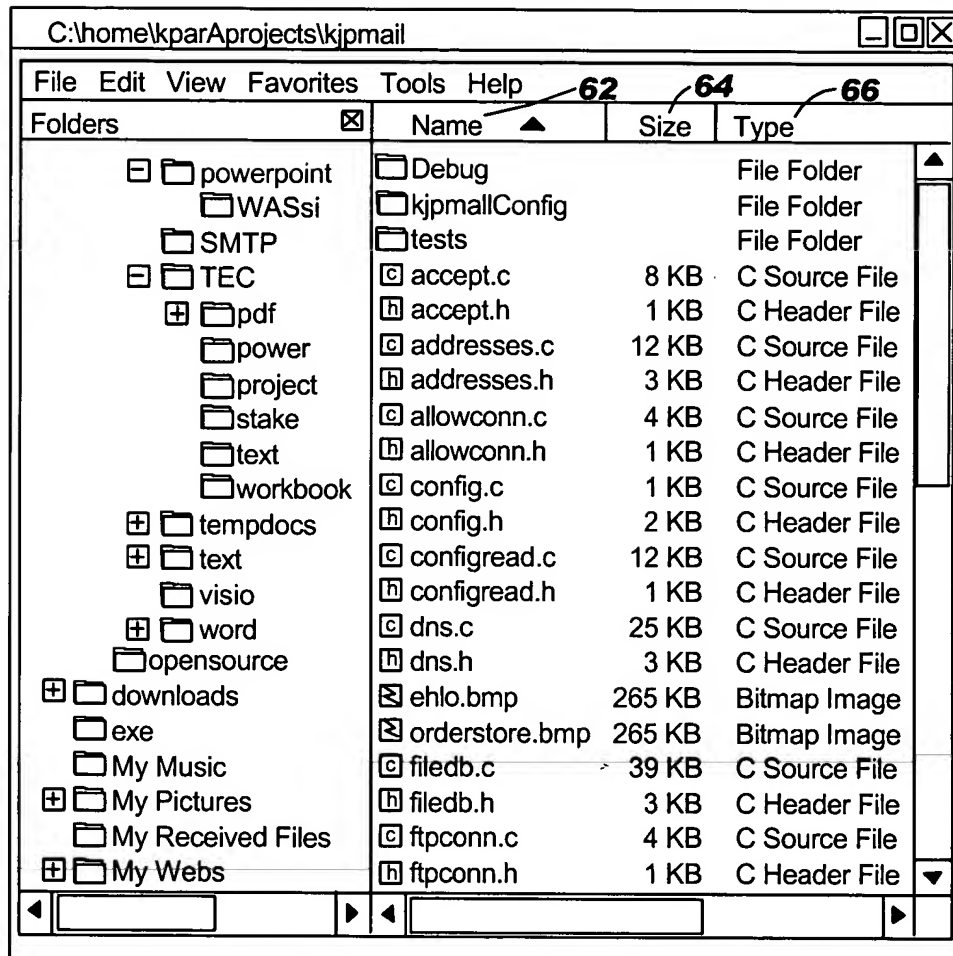 C:\home\kparAprojects\kjpmail
File Edit View Favorites Tools Help
62 64 66
Folders
Name Size Type
powerpoint
WASsi
SMTP
TEC
pdf
power
project
stake
text
workbook
tempdocs
text
visio
word
opensource
downloads
exe
My Music
My Pictures
My Received Files
My Webs
Debug File Folder
kjpmallConfig File Folder
tests File Folder
c accept.c 8 KB C Source File
h accept.h 1 KB C Header File
c addresses.c 12 KB C Source File
h addresses.h 3 KB C Header File
c allowconn.c 4 KB C Source File
h allowconn.h 1 KB C Header File
c config.c 1 KB C Source File
h config.h 2 KB C Header File
c configread.c 12 KB C Source File
h configread.h 1 KB C Header File
c dns.c 25 KB C Source File
h dns.h 3 KB C Header File
ehlo.bmp 265 KB Bitmap Image
orderstore.bmp 265 KB Bitmap Image
c filedb.c 39 KB C Source File
h filedb.h 3 KB C Header File
c ftpconn.c 4 KB C Source File
h ftpconn.h 1 KB C Header File